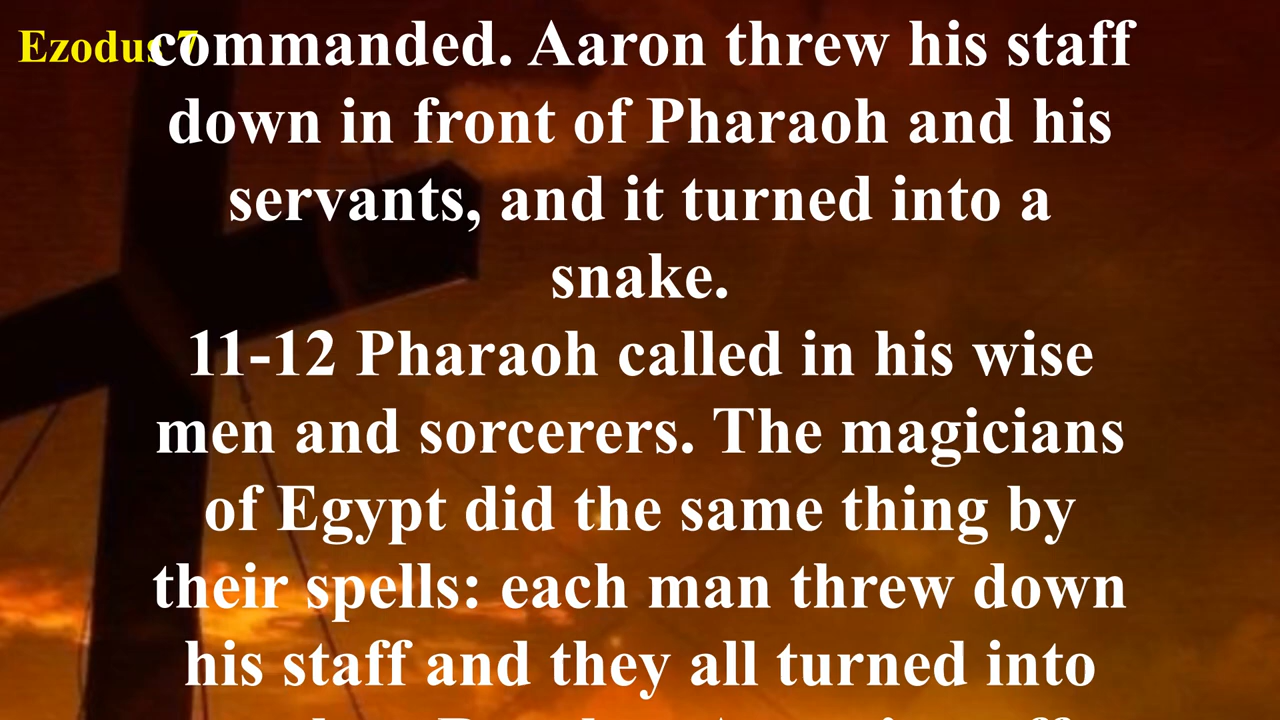 Ezodus 7
commanded. Aaron threw his staff
down in front of Pharaoh and his
servants, and it turned into a
snake.
11-12 Pharaoh called in his wise
men and sorcerers. The magicians
of Egypt did the same thing by
their spells: each man threw down
his staff and they all turned into